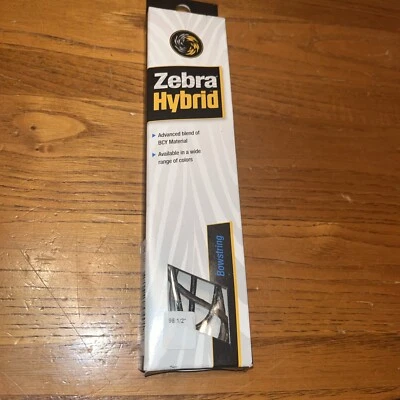 Zebra®
Hybrid
▶ Advanced blend of
BCY Material
▶ Available in a wide
range of colors
Bowstring